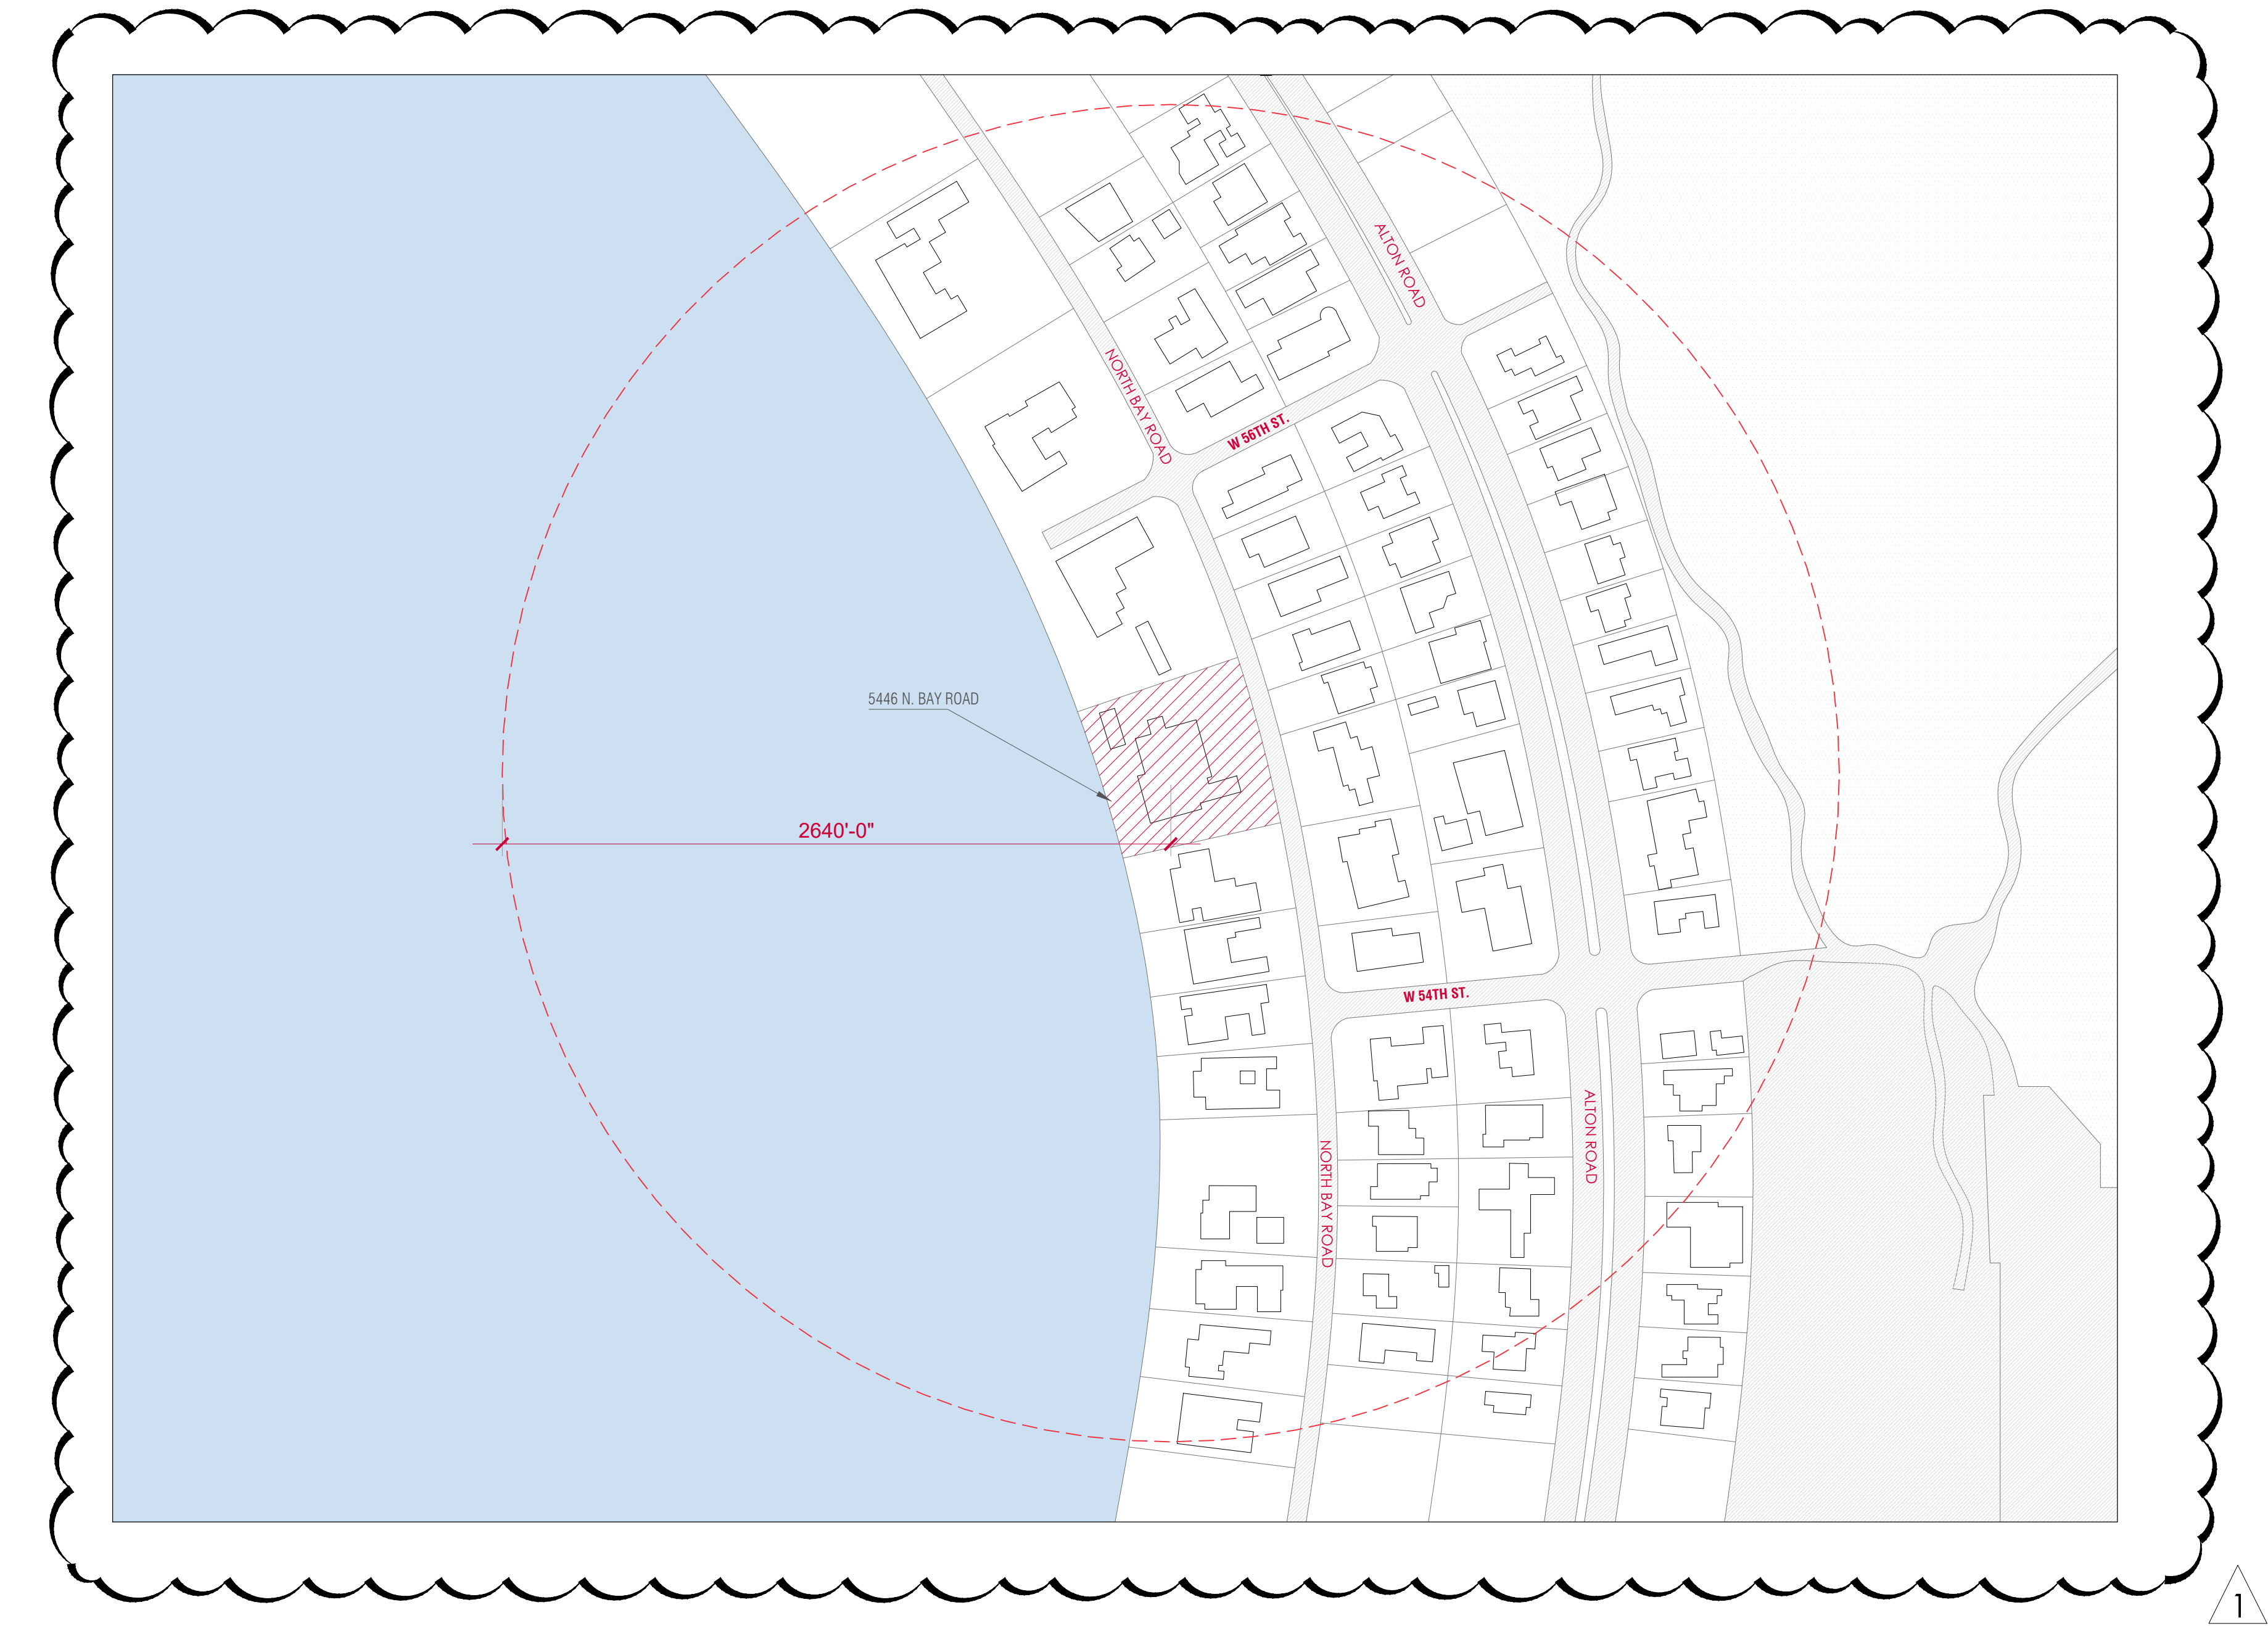 ALTON ROAD
NORTH BAY ROAD
W 56TH ST.
5446 N. BAY ROAD
2640'-0"
W 54TH ST.
ALTON ROAD
NORTH BAY ROAD
1